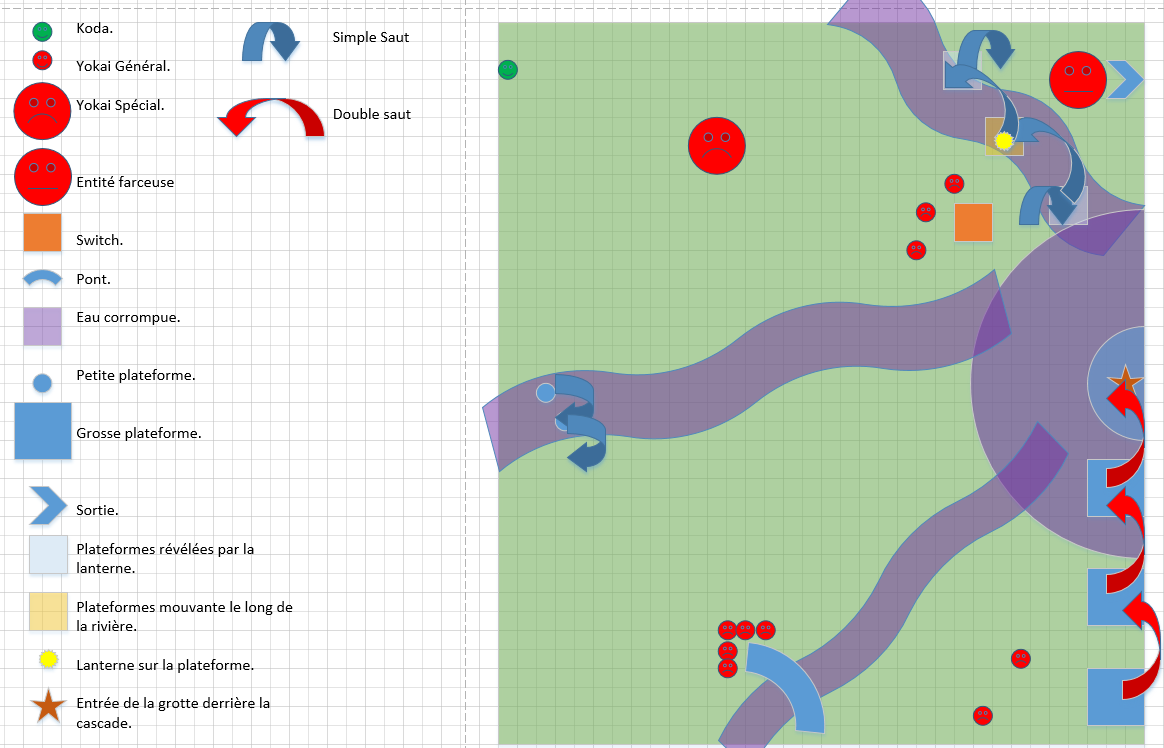 Koda.
Yokai Général.
Yokai Spécial.
Entité farceuse
Switch.
Pont.
Eau corrompue.
Petite plateforme.
Grosse plateforme.
Sortie.
Plateformes révélées par la
lanterne.
Plateformes mouvante le long de
la rivière.
Lanterne sur la plateforme.
Entrée de la grotte derrière la
cascade.
Simple Saut
Double saut